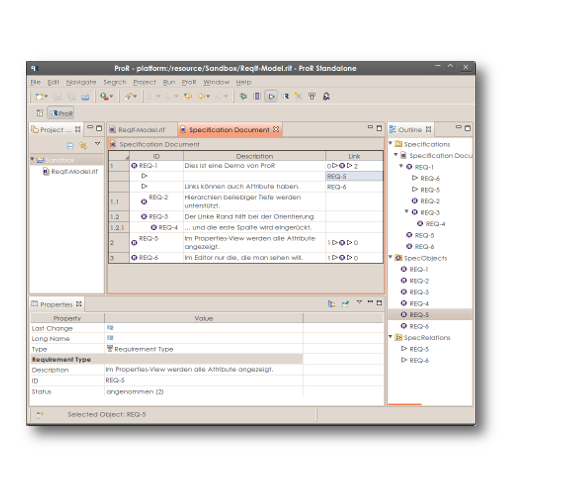 ProR - platform:/resource/Sandbox/ReqIf-Model.rif - ProR Standalone
File Edit Navigate Search Project Run ProR Window Help
ProR
Project ...
ReqIf-Model.rif
Specification Document
Outline
Specification Document
ID Description Link
1 REQ-1 Dies ist eine Demo von ProR 0 2
REQ-5
Links können auch Attribute haben. REQ-6
1.1 REQ-2 Hierarchien beliebiger Tiefe werden
unterstützt.
1.2 REQ-3 Der Linke Rand hilft bei der Orientierung
1.2.1 REQ-4 ... und die erste Spalte wird eingerückt.
2 REQ-5 Im Properties-View werden alle Attribute
angezeigt. 1 0
3 REQ-6 Im Editor nur die, die man sehen will. 1 0
Sandbox
ReqIf-Model.rif
Specifications
Specification Docu
REQ-1
REQ-6
REQ-5
REQ-2
REQ-3
REQ-4
REQ-5
REQ-6
SpecObjects
REQ-1
REQ-2
REQ-3
REQ-4
REQ-5
REQ-6
SpecRelations
REQ-5
REQ-6
Properties
Property Value
Last Change
Long Name
Type Requirement Type
Requirement Type
Description Im Properties-View werden alle Attribute angezeigt.
ID REQ-5
Status angenommen (2)
Selected Object: REQ-5